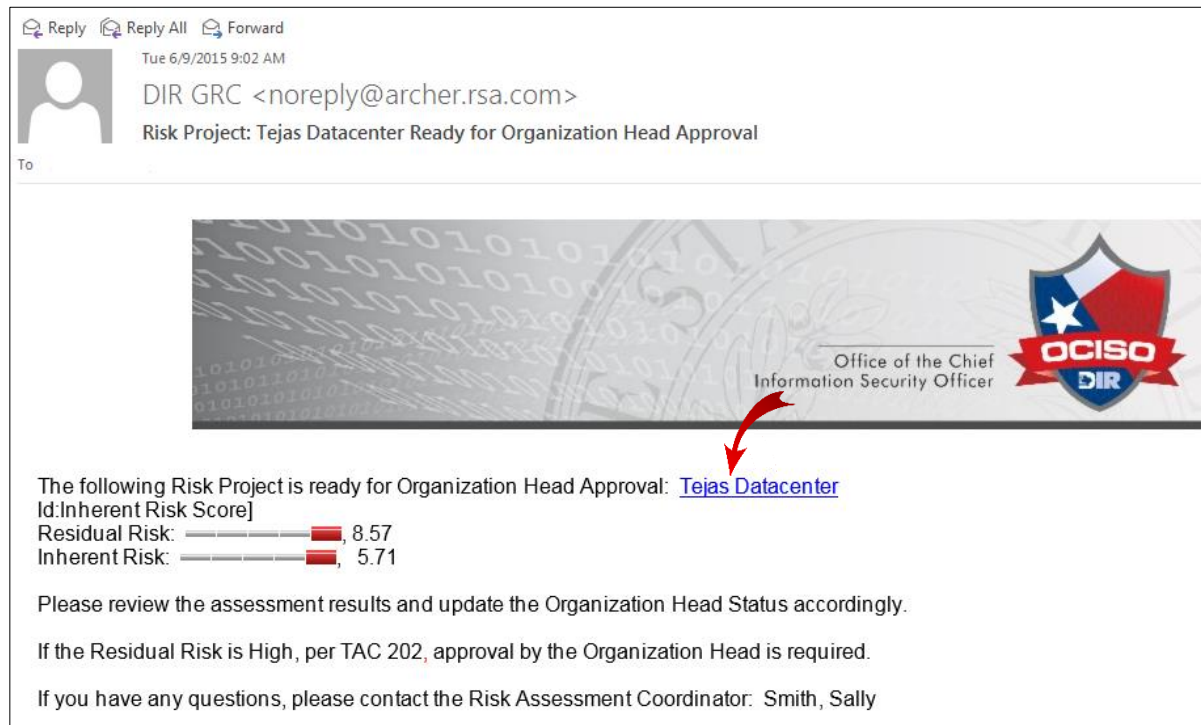 Reply Reply All Forward
Tue 6/9/2015 9:02 AM
DIR GRC <noreply@archer.rsa.com>
Risk Project: Tejas Datacenter Ready for Organization Head Approval
To
Office of the Chief
Information Security Officer
OCISO
DIR
The following Risk Project is ready for Organization Head Approval: Tejas Datacenter
Id:Inherent Risk Score]
Residual Risk: , 8.57
Inherent Risk: , 5.71
Please review the assessment results and update the Organization Head Status accordingly.
If the Residual Risk is High, per TAC 202, approval by the Organization Head is required.
If you have any questions, please contact the Risk Assessment Coordinator: Smith, Sally